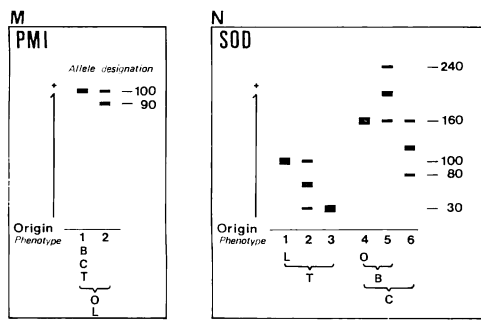 M
PMI
Allele designation
+
100
90
Origin
Phenotype
1 2
B
C
T
O
L
N
SOD
+
240
160
100
80
30
Origin
Phenotype
1 2 3 4 5 6
L O
T B
C